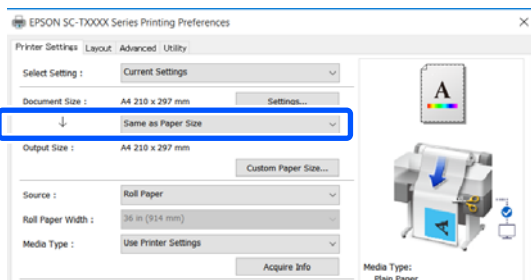 EPSON SC-TXXXX Series Printing Preferences
Printer Settings Layout Advanced Utility
Select Setting : Current Settings
Document Size : A4 210 x 297 mm Settings...
↓ Same as Paper Size
Output Size : A4 210 x 297 mm
Custom Paper Size...
Source : Roll Paper
Roll Paper Width : 36 in (914 mm)
Media Type : Use Printer Settings
Acquire Info
A
A
Media Type:
Plain Paper